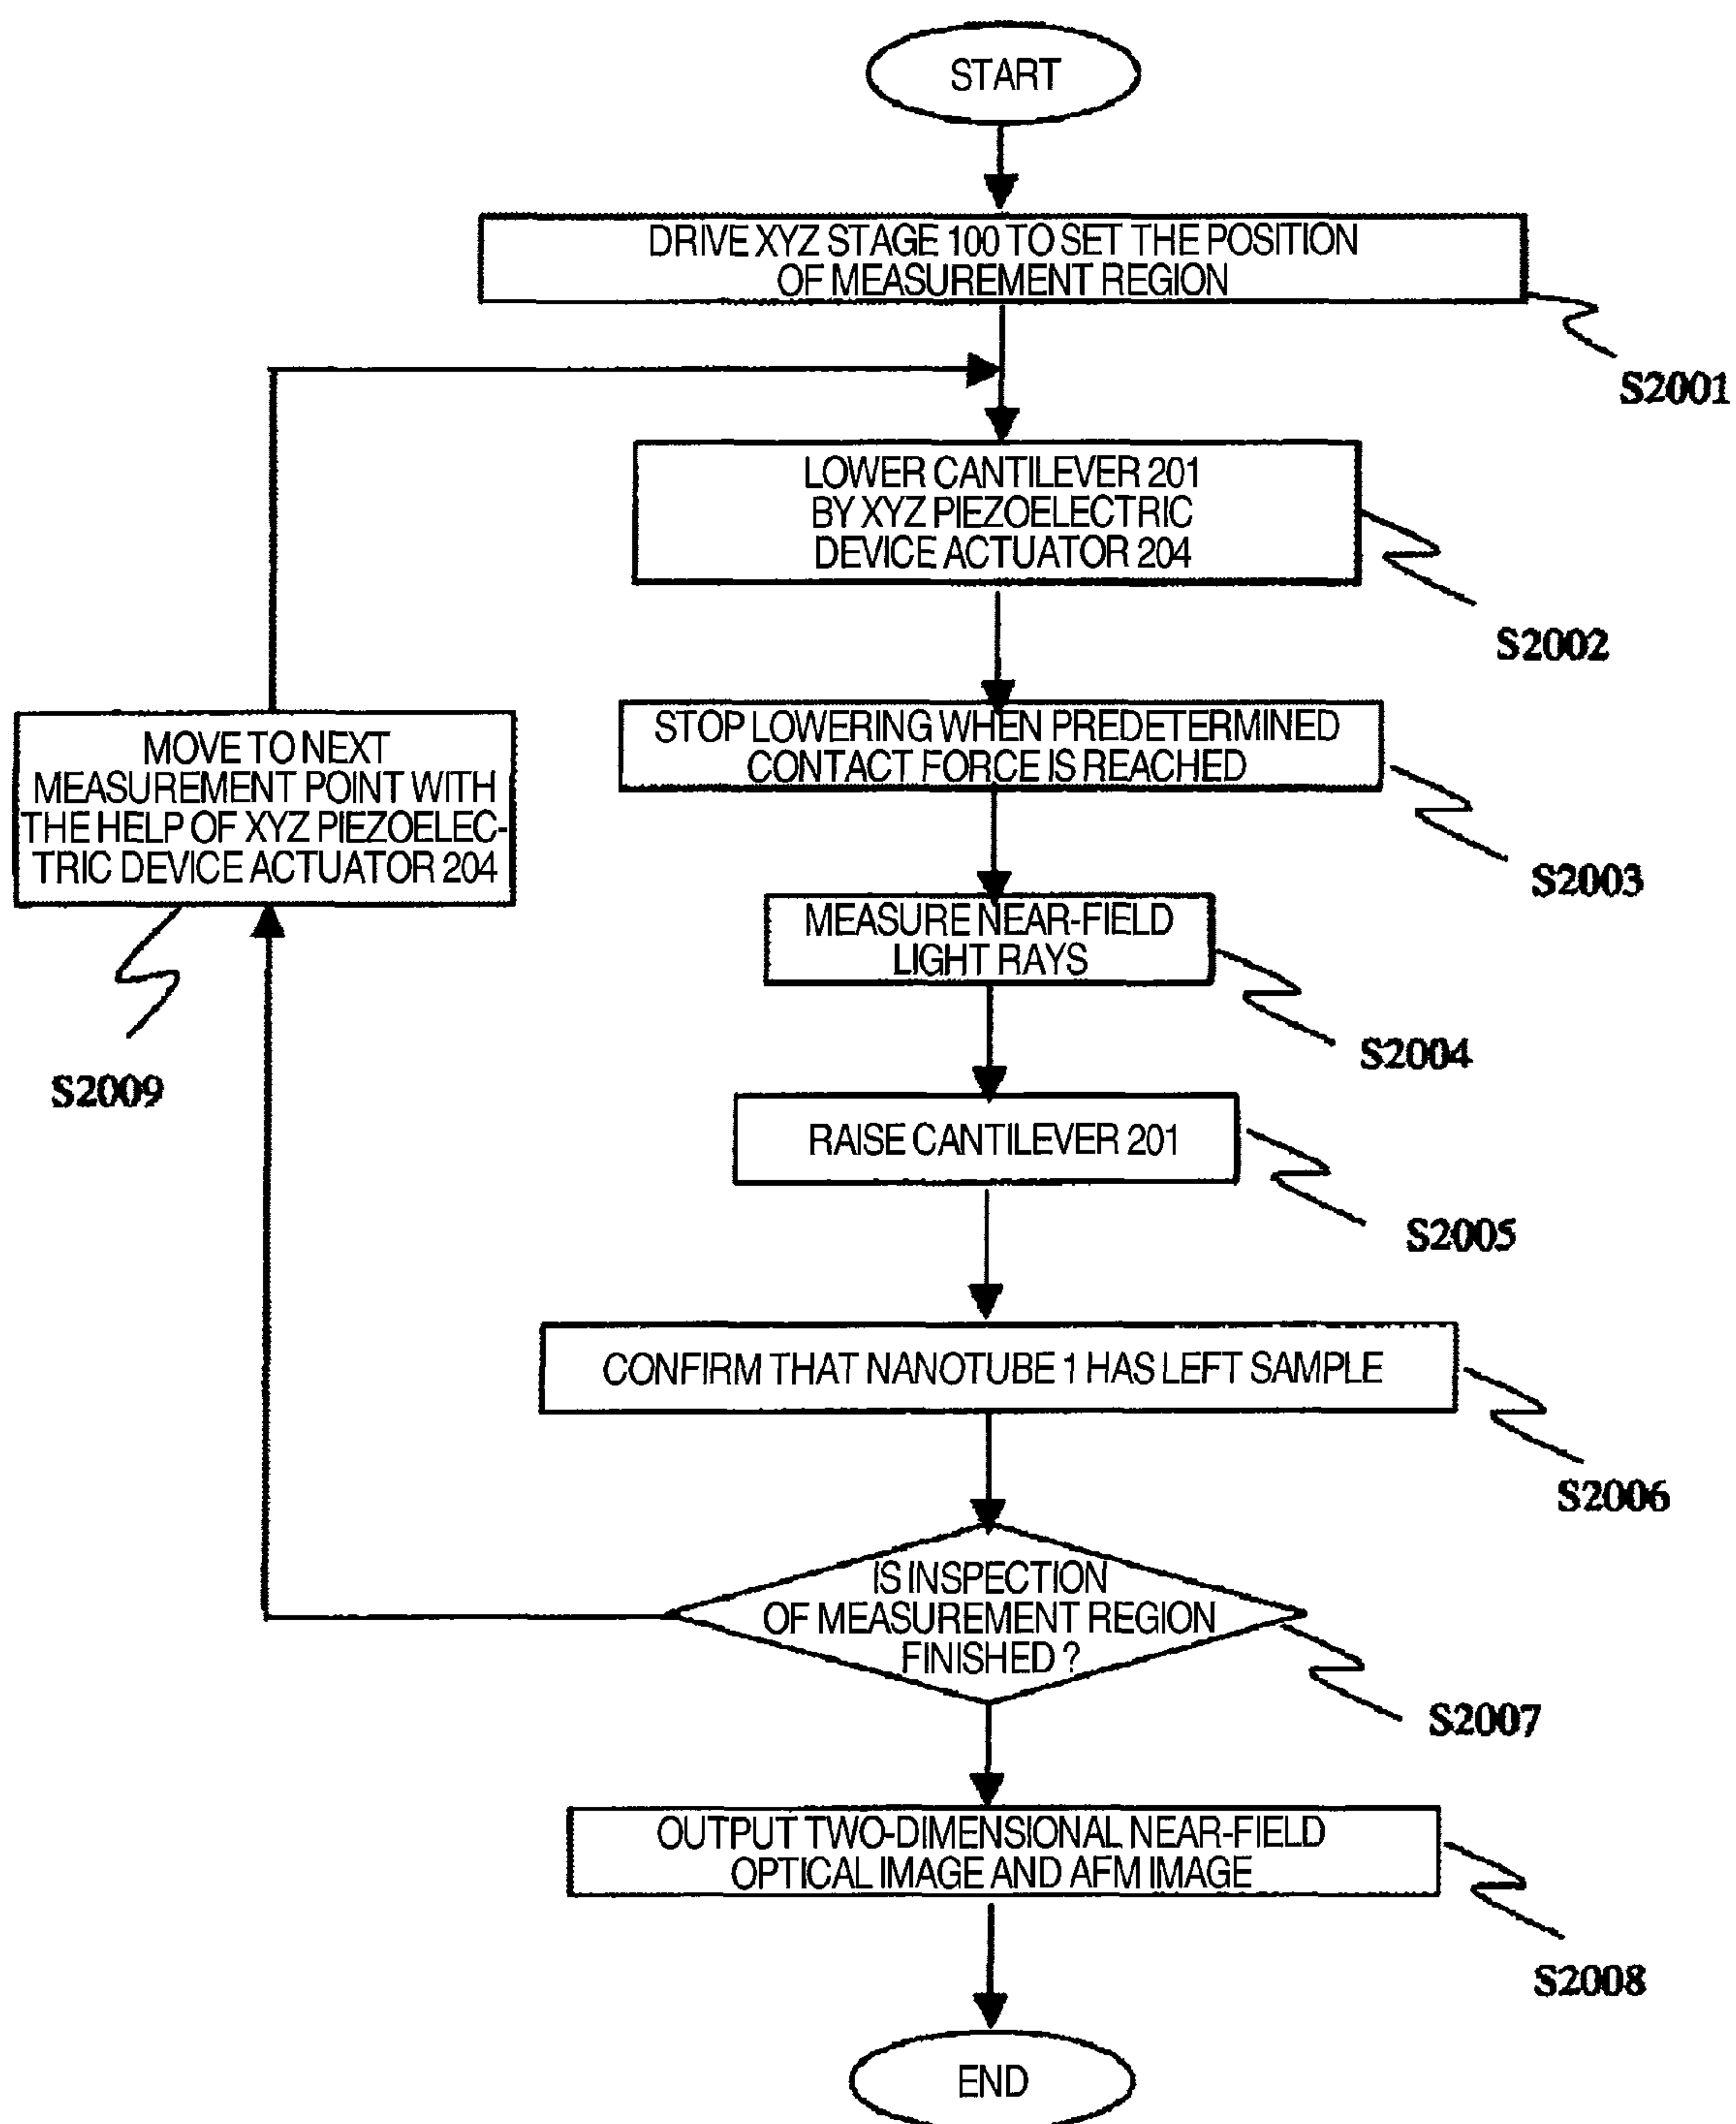 START
DRIVE XYZ STAGE 100 TO SET THE POSITION
OF MEASUREMENT REGION
S2001
LOWER CANTILEVER 201
BY XYZ PIEZOELECTRIC
DEVICE ACTUATOR 204
S2002
STOP LOWERING WHEN PREDETERMINED
CONTACT FORCE IS REACHED
S2003
MOVE TO NEXT
MEASUREMENT POINT WITH
THE HELP OF XYZ PIEZOELEC-
TRIC DEVICE ACTUATOR 204
S2009
MEASURE NEAR-FIELD
LIGHT RAYS
S2004
RAISE CANTILEVER 201
S2005
CONFIRM THAT NANOTUBE 1 HAS LEFT SAMPLE
S2006
IS INSPECTION
OF MEASUREMENT REGION
FINISHED ?
S2007
OUTPUT TWO-DIMENSIONAL NEAR-FIELD
OPTICAL IMAGE AND AFM IMAGE
S2008
END